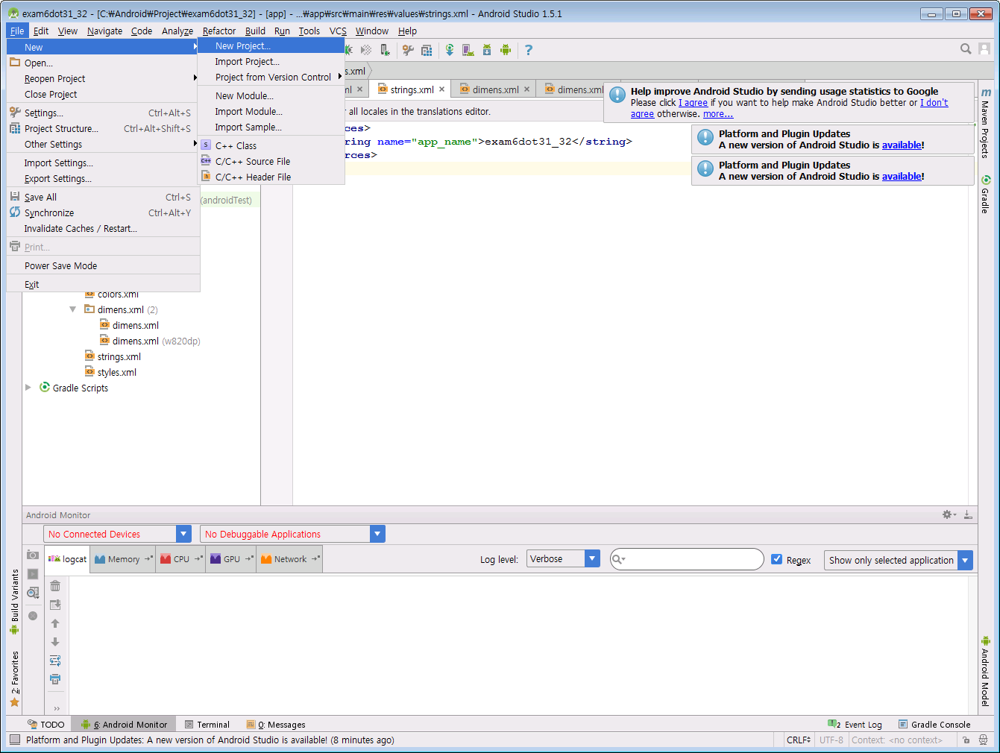 exam6dot31_32 - [C:₩Android₩Project₩exam6dot31_32] - [app] - ...₩app₩src₩main₩res₩values₩strings.xml - Android Studio 1.5.1
File Edit View Navigate Code Analyze Refactor Build Run Tools VCS Window Help
New
Open...
Reopen Project
Close Project
Settings... Ctrl+Alt+S
Project Structure... Ctrl+Alt+Shift+S
Other Settings
Import Settings...
Export Settings...
Save All Ctrl+S
Synchronize Ctrl+Alt+Y
Invalidate Caches / Restart...
Print...
Power Save Mode
Exit
New Project...
Import Project...
Project from Version Control
New Module...
Import Module...
Import Sample...
C++ Class
C/C++ Source File
C/C++ Header File
s.xml
ml strings.xml dimens.xml dimens.xml
all locales in the translations editor.
rces>
ring name="app_name">exam6dot31_32</string>
rces>
Help improve Android Studio by sending usage statistics to Google
Please click I agree if you want to help make Android Studio better or I don't
agree otherwise. more...
Platform and Plugin Updates
A new version of Android Studio is available!
Platform and Plugin Updates
A new version of Android Studio is available!
Maven Projects
Gradle
(androidTest)
colors.xml
dimens.xml (2)
dimens.xml
dimens.xml (w820dp)
strings.xml
styles.xml
Gradle Scripts
Android Monitor
No Connected Devices No Debuggable Applications
logcat Memory CPU GPU Network Log level: Verbose Regex Show only selected application
Build Variants
2: Favorites
Android Model
TODO 6: Android Monitor Terminal 0: Messages 2 Event Log Gradle Console
Platform and Plugin Updates: A new version of Android Studio is available! (8 minutes ago) CRLF UTF-8 Context: <no context>